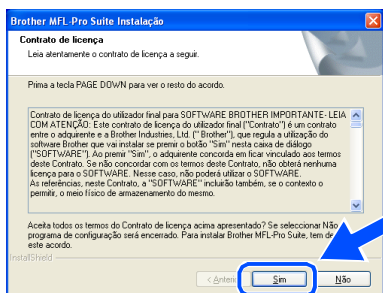 Brother MFL-Pro Suite Instalação
Contrato de licença
Leia atentamente o contrato de licença a seguir.
Prima a tecla PAGE DOWN para ver o resto do acordo.
Contrato de licença do utilizador final para SOFTWARE BROTHER IMPORTANTE- LEIA
COM ATENÇÃO: Este contrato de licença do utilizador final ("Contrato") é um contrato
entre o adquirente e a Brother Industries, Ltd. (" Brother"), que regula a utilização do
software Brother que vai instalar se premir o botão "Sim" nesta caixa de diálogo
("SOFTWARE"). Ao premir "Sim", o adquirente concorda em ficar vinculado aos termos
deste Contrato. Se não concordar com os termos deste Contrato, não obterá nenhuma
licença para o SOFTWARE. Nesse caso, não poderá utilizar o SOFTWARE.
As referências, neste Contrato, a "SOFTWARE" incluirão também, se o contexto o
permitir, o meio físico de armazenamento do mesmo.
Aceita todos os termos do Contrato de licença acima apresentado? Se seleccionar Não
programa de configuração será encerrado. Para instalar Brother MFL-Pro Suite, tem de
este acordo.
InstallShield
< Anteri
Sim
Não